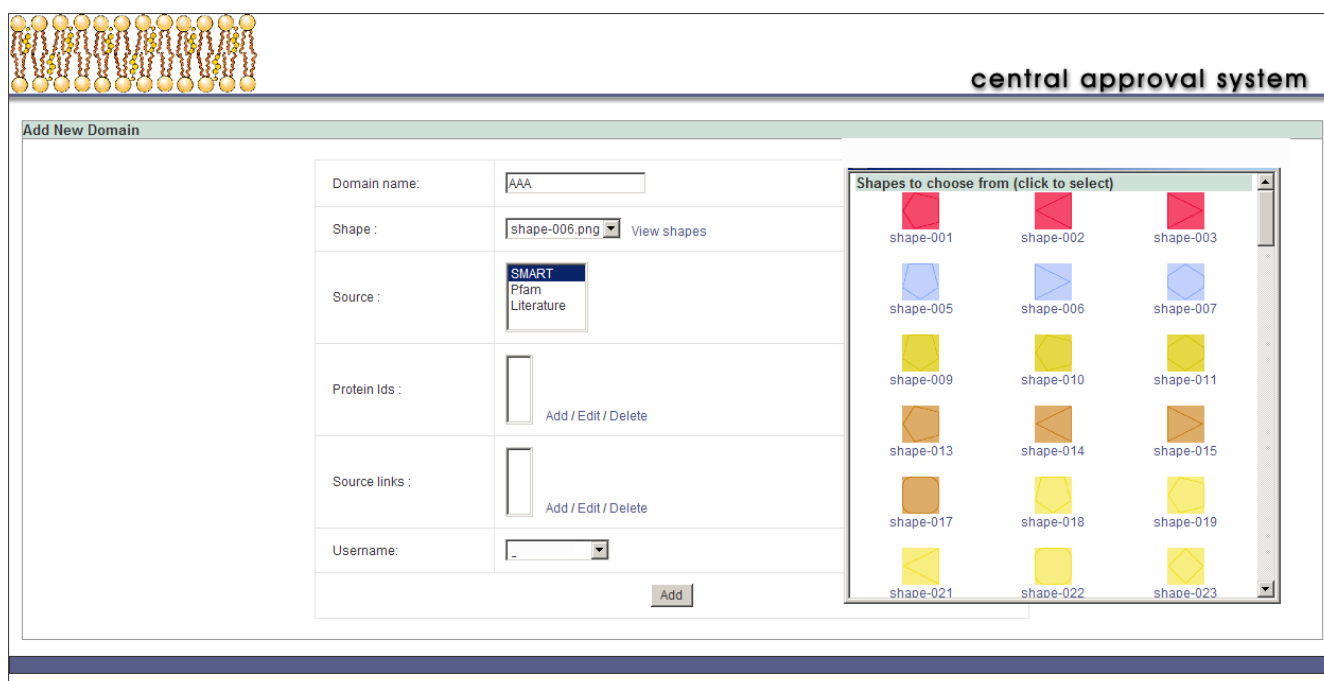 central approval system
Add New Domain
Domain name:
AAA
Shape :
shape-006.png
View shapes
Source :
SMART
Pfam
Literature
Protein Ids :
Add / Edit / Delete
Source links :
Add / Edit / Delete
Username:
_
Add
Shapes to choose from (click to select)
shape-001 shape-002 shape-003
shape-005 shape-006 shape-007
shape-009 shape-010 shape-011
shape-013 shape-014 shape-015
shape-017 shape-018 shape-019
shape-021 shape-022 shape-023